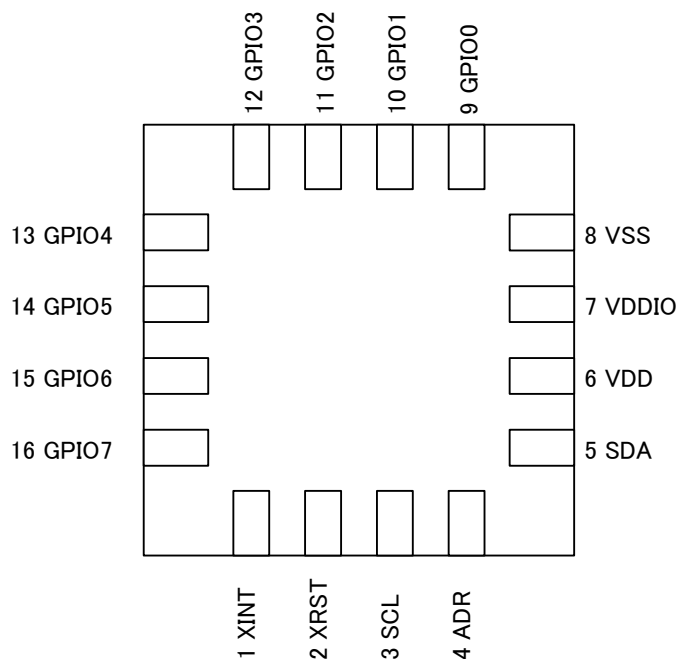 12 GPIO3
11 GPIO2
10 GPIO1
9 GPIO0
13 GPIO4
14 GPIO5
15 GPIO6
16 GPIO7
8 VSS
7 VDDIO
6 VDD
5 SDA
1 XINT
2 XRST
3 SCL
4 ADR